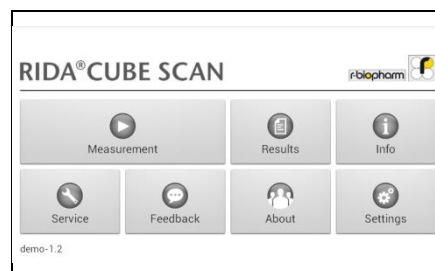 RIDA®CUBE SCAN
r-biopharm
Measurement
Results
Info
Service
Feedback
About
Settings
demo-1.2